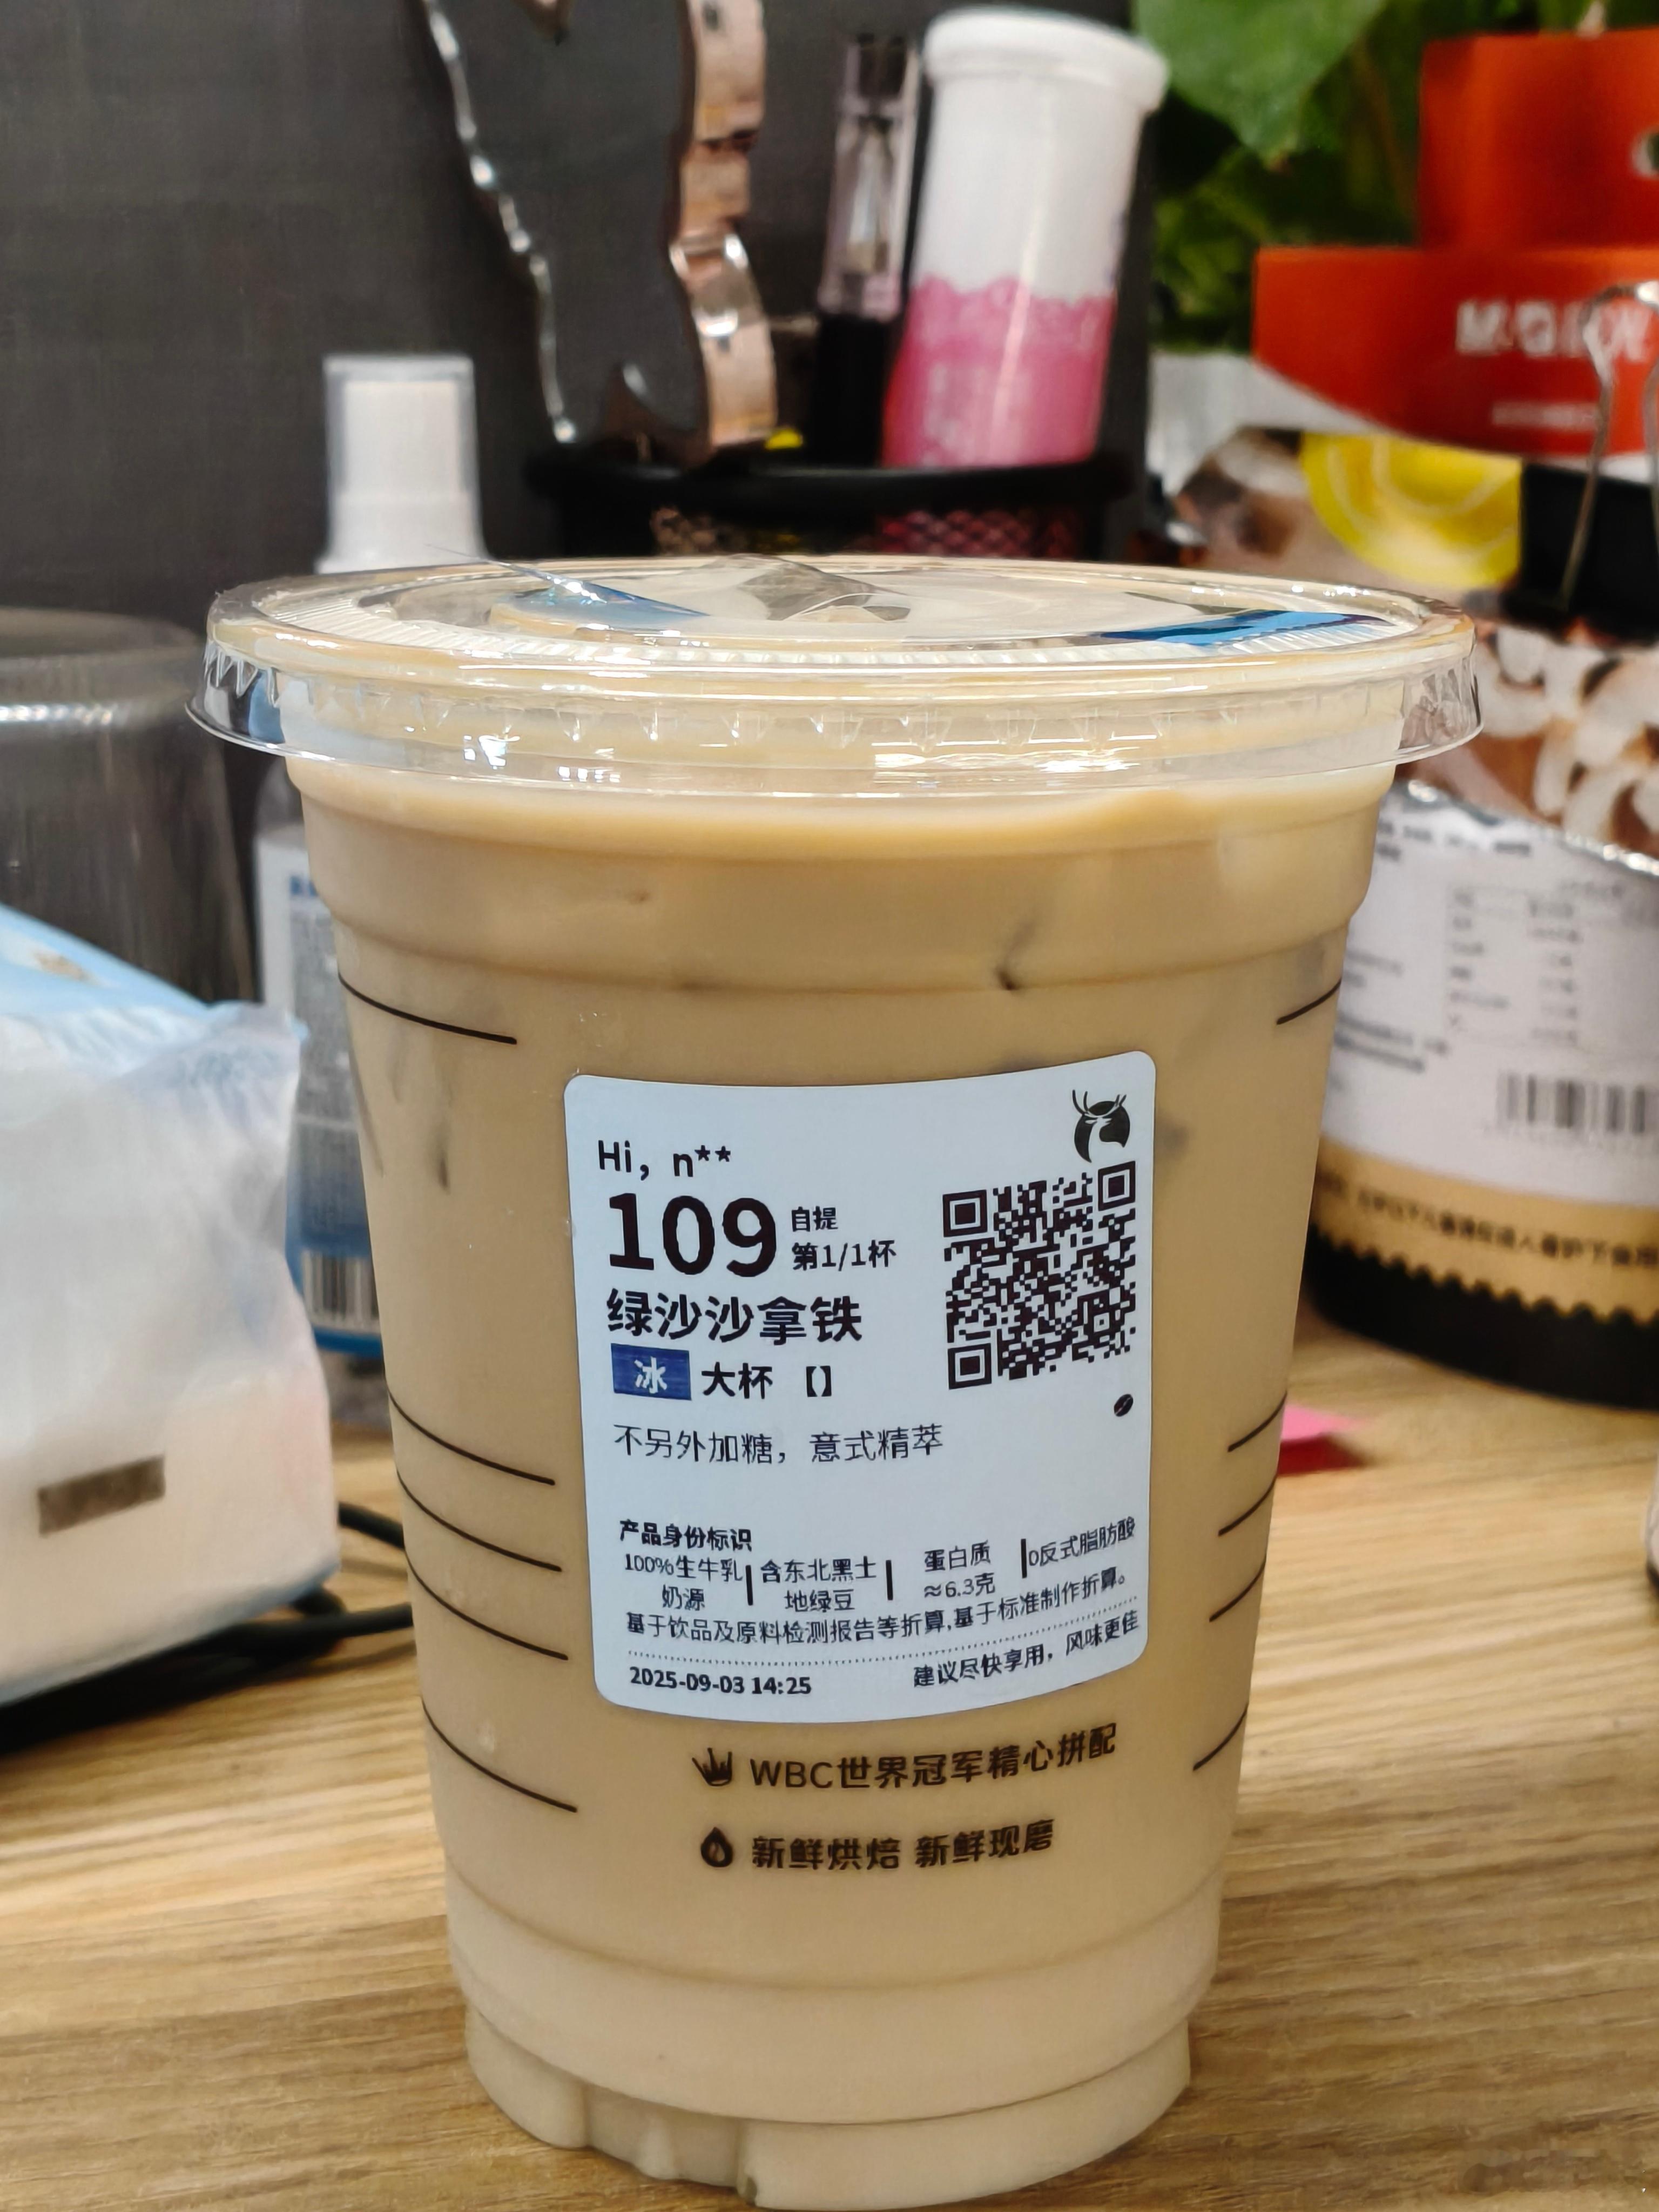 Hi, n**
109 自提
第1/1杯
绿沙沙拿铁
冰 大杯 【】
不另外加糖，意式精萃
产品身份标识
100%生牛乳奶源 | 含东北黑土地绿豆 | 蛋白质≈6.3克 | 0反式脂肪酸
基于饮品及原料检测报告等折算,基于标准制作折算。
2025-09-03 14:25 建议尽快享用，风味更佳
WBC世界冠军精心拼配
新鲜烘焙 新鲜现磨